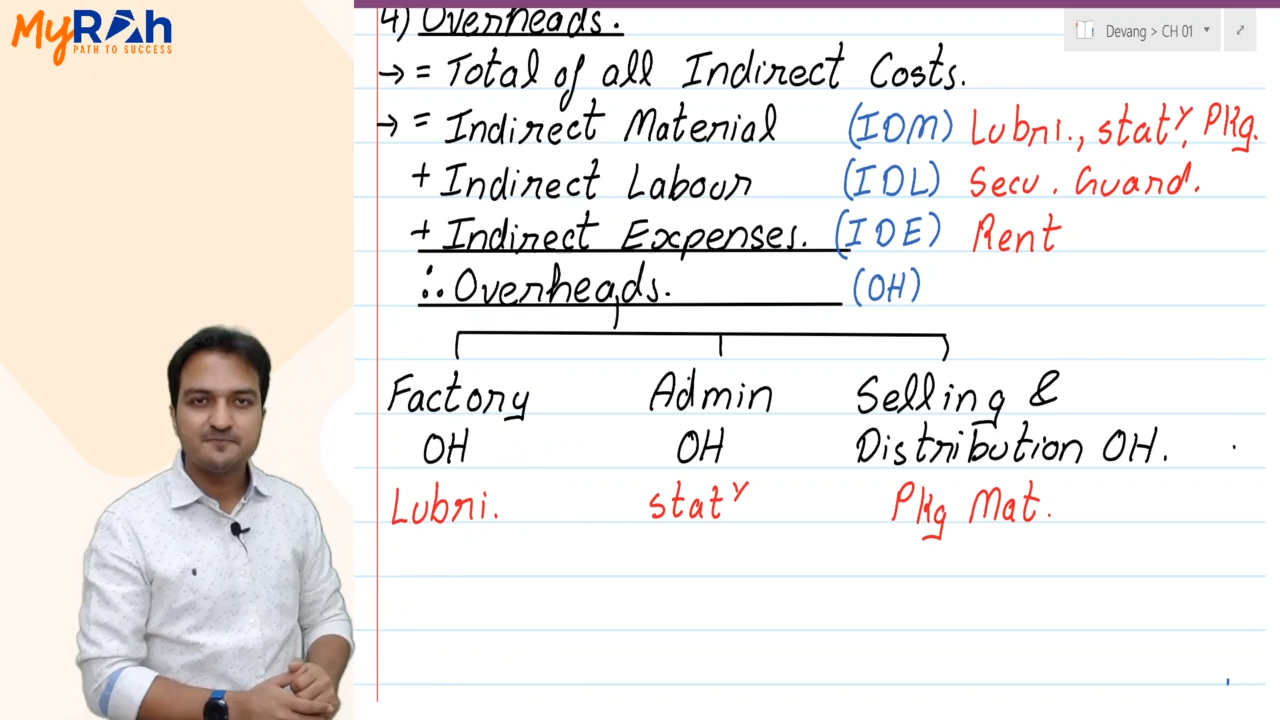 MyRAh
PATH TO SUCCESS
Devang > CH 01
4) Overheads.
→ = Total of all Indirect Costs.
→ = Indirect Material (IDM) Lubri., statʸ, Pkg.
+ Indirect Labour (IDL) Secu. Guard.
+ Indirect Expenses. (IDE) Rent
∴ Overheads. (OH)
Factory Admin Selling &
OH OH Distribution OH.
Lubri. statʸ Pkg Mat.